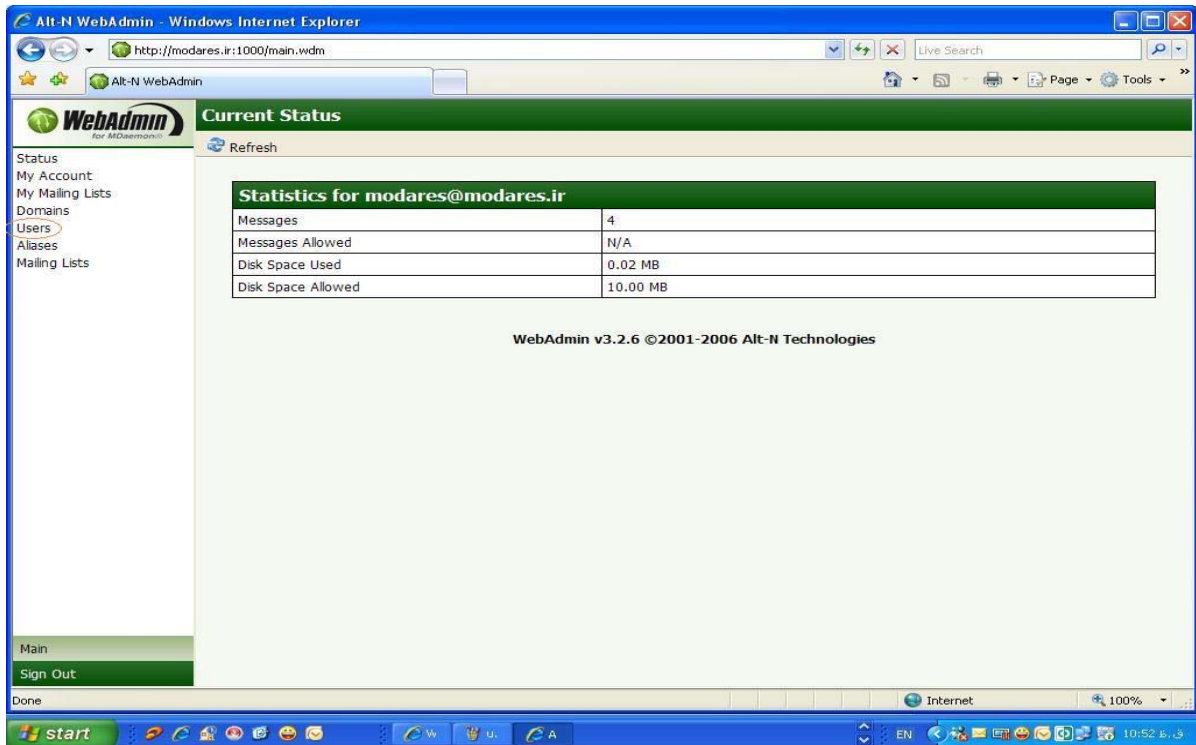 Alt-N WebAdmin - Windows Internet Explorer
http://modares.ir:1000/main.wdm
Live Search
Alt-N WebAdmin
Page
Tools
WebAdmin
for MDaemon®
Current Status
Refresh
Status
My Account
My Mailing Lists
Domains
Users
Aliases
Mailing Lists
Statistics for modares@modares.ir
Messages 4
Messages Allowed N/A
Disk Space Used 0.02 MB
Disk Space Allowed 10.00 MB
WebAdmin v3.2.6 ©2001-2006 Alt-N Technologies
Main
Sign Out
Done
Internet
100%
start
W
u.
A
EN
10:52 ق.ظ